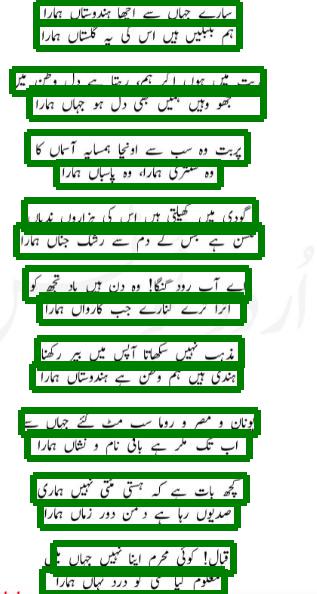 سارے جہاں سے اچھا ہندوستاں ہمارا
ہم بلبلیں ہیں اس کی یہ گلستاں ہمارا
میں ہوں اگر ہم، رہتا ہے دل وطن میں
سمجھو وہیں ہمیں بھی دل ہو جہاں ہمارا
پربت وہ سب سے اونچا ہمسایہ آسماں کا
وہ سنتری ہمارا، وہ پاسباں ہمارا
گودی میں کھیلتی ہیں اس کی ہزاروں ندیاں
گلشن ہے جس کے دم سے رشک جناں ہمارا
اے آب رود گنگا! وہ دن ہیں یاد تجھ کو
اترا ترے کنارے جب کارواں ہمارا
مذہب نہیں سکھاتا آپس میں بیر رکھنا
ہندی ہیں ہم وطن ہے ہندوستاں ہمارا
یونان و مصر و روما سب مٹ گئے جہاں سے
اب تک مگر ہے باقی نام و نشاں ہمارا
کچھ بات ہے کہ ہستی مٹتی نہیں ہماری
صدیوں رہا ہے دشمن دور زماں ہمارا
اقبال! کوئی محرم اپنا نہیں جہاں میں
معلوم کیا کسی کو درد نہاں ہمارا